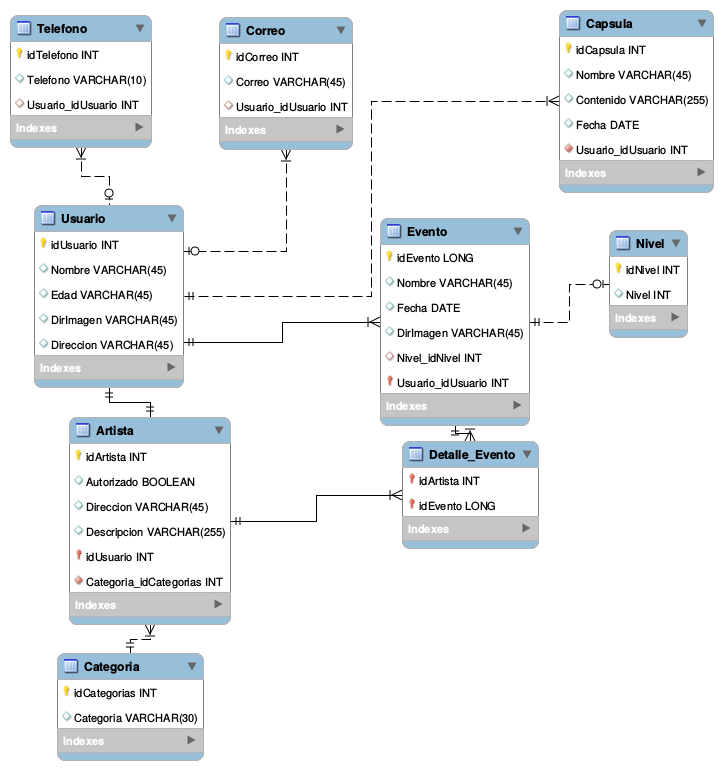 Telefono
idTelefono INT
Telefono VARCHAR(10)
Usuario_idUsuario INT
Indexes
Correo
idCorreo INT
Correo VARCHAR(45)
Usuario_idUsuario INT
Indexes
Capsula
idCapsula INT
Nombre VARCHAR(45)
Contenido VARCHAR(255)
Fecha DATE
Usuario_idUsuario INT
Indexes
Usuario
idUsuario INT
Nombre VARCHAR(45)
Edad VARCHAR(45)
DirImagen VARCHAR(45)
Direccion VARCHAR(45)
Indexes
Evento
idEvento LONG
Nombre VARCHAR(45)
Fecha DATE
DirImagen VARCHAR(45)
Nivel_idNivel INT
Usuario_idUsuario INT
Indexes
Nivel
idNivel INT
Nivel INT
Indexes
Artista
idArtista INT
Autorizado BOOLEAN
Direccion VARCHAR(45)
Descripcion VARCHAR(255)
idUsuario INT
Categoria_idCategorias INT
Indexes
Detalle_Evento
idArtista INT
idEvento LONG
Indexes
Categoria
idCategorias INT
Categoria VARCHAR(30)
Indexes